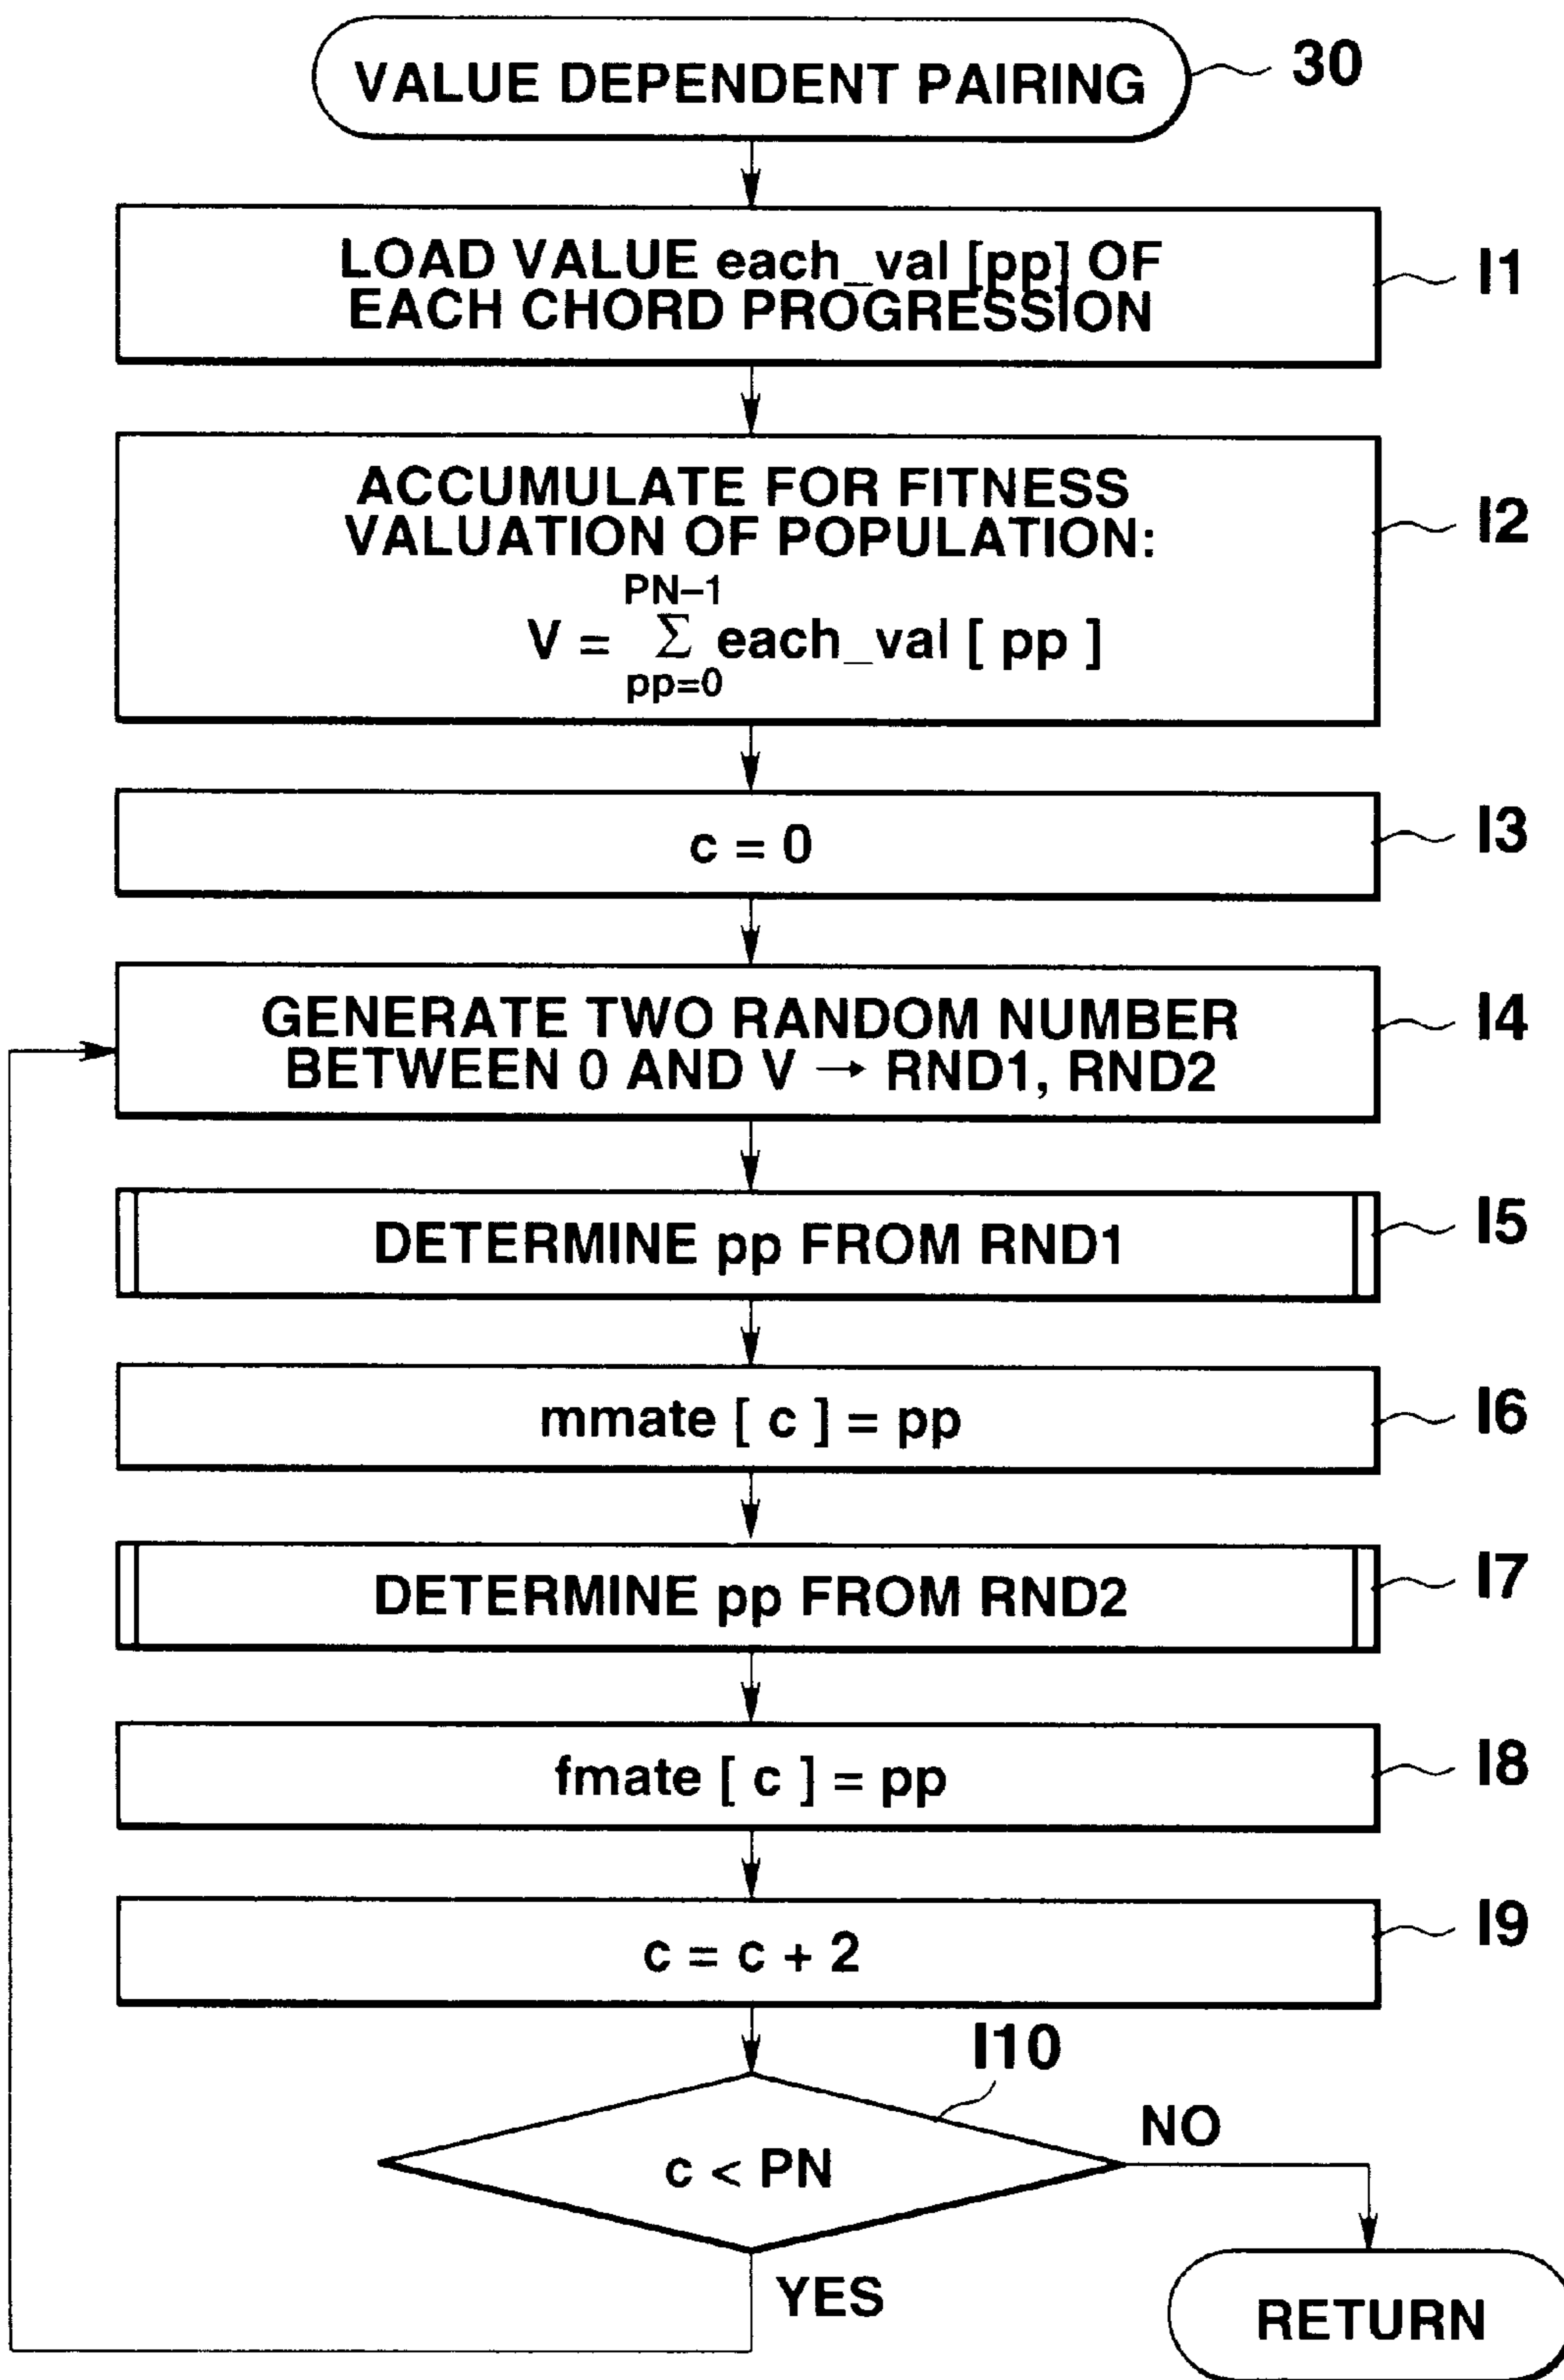 VALUE DEPENDENT PAIRING
30
LOAD VALUE each_val [pp] OF
EACH CHORD PROGRESSION
I1
ACCUMULATE FOR FITNESS
VALUATION OF POPULATION:
PN–1
V = Σ each_val [ pp ]
pp=0
I2
c = 0
I3
GENERATE TWO RANDOM NUMBER
BETWEEN 0 AND V → RND1, RND2
I4
DETERMINE pp FROM RND1
I5
mmate [ c ] = pp
I6
DETERMINE pp FROM RND2
I7
fmate [ c ] = pp
I8
c = c + 2
I9
I10
c < PN
NO
YES
RETURN